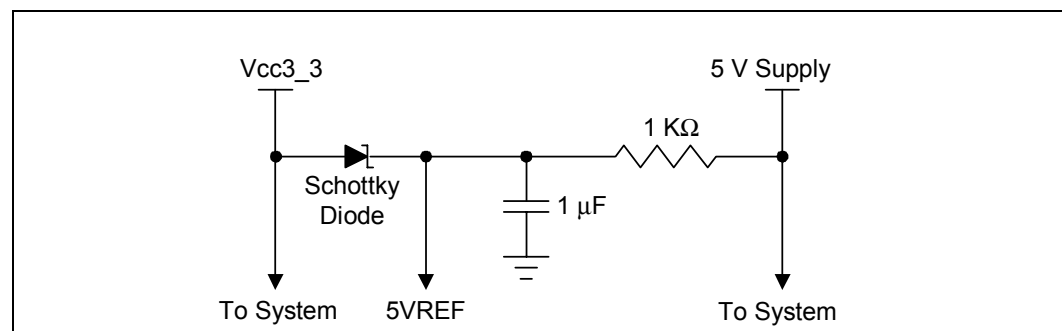 Vcc3_3
5 V Supply
1 KΩ
Schottky
Diode
1 μF
To System
5VREF
To System